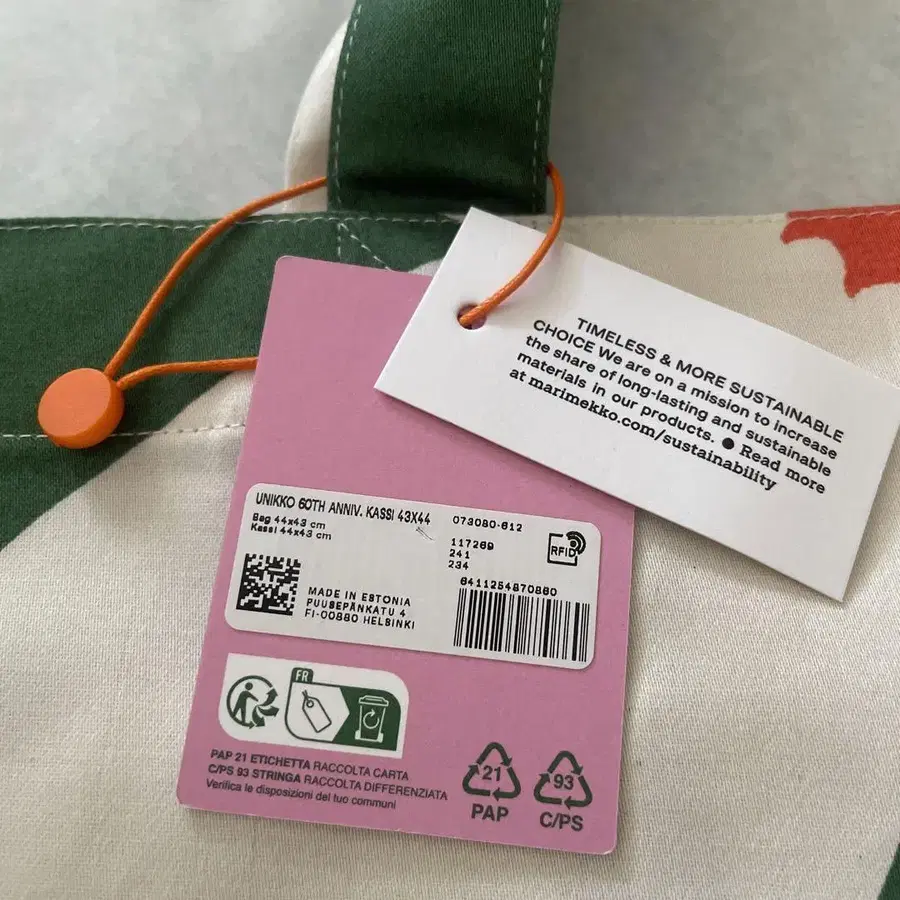 TIMELESS & MORE SUSTAINABLE
CHOICE We are on a mission to increase
the share of long-lasting and sustainable
materials in our products. ● Read more
at marimekko.com/sustainability
UNIKKO 60TH ANNIV. KASSI 43X44
Bag 44x43 cm
Kassi 44x43 cm
073080-612
117269
241
234
RFID
6411254870860
MADE IN ESTONIA
PUUSEPÄNKATU 4
FI-00880 HELSINKI
FR
PAP 21 ETICHETTA RACCOLTA CARTA
C/PS 93 STRINGA RACCOLTA DIFFERENZIATA
Verifica le disposizioni del tuo comuni
21
PAP
93
C/PS